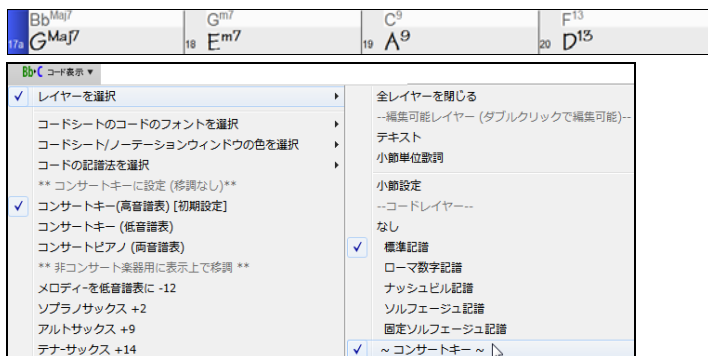 BbMaj7 Gm7 C9 F13
17a GMaj7 18 Em7 19 A9 20 D13
Bb▸C コード表示 ▼
✓ レイヤーを選択
コードシートのコードのフォントを選択
コードシート/ノーテーションウィンドウの色を選択
コードの記譜法を選択
** コンサートキーに設定 (移調なし)**
✓ コンサートキー(高音譜表) [初期設定]
コンサートキー (低音譜表)
コンサートピアノ (両音譜表)
** 非コンサート楽器用に表示上で移調 **
メロディーを低音譜表に -12
ソプラノサックス +2
アルトサックス +9
テナーサックス +14
全レイヤーを閉じる
--編集可能レイヤー (ダブルクリックで編集可能)--
テキスト
小節単位歌詞
小節設定
--コードレイヤー--
なし
✓ 標準記譜
ローマ数字記譜
ナッシュビル記譜
ソルフェージュ記譜
固定ソルフェージュ記譜
✓ ~ コンサートキー ~